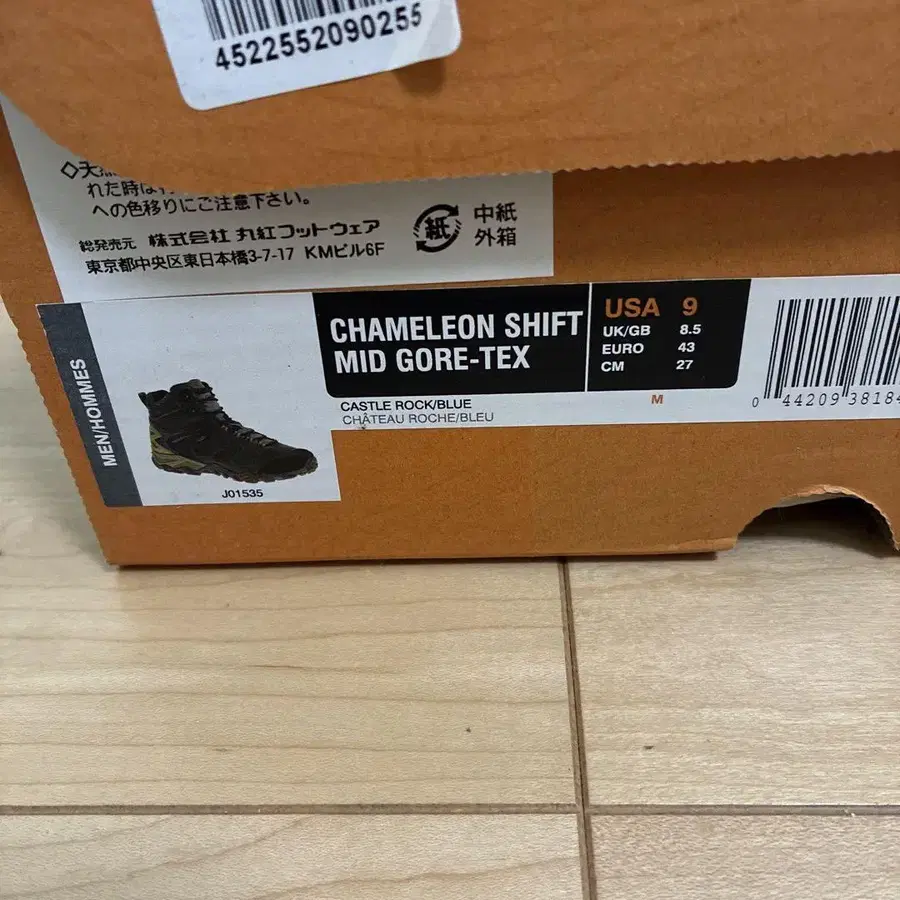 4522552090255
◇天然
れた時は
への色移りにご注意下さい。
総発売元 株式会社 丸紅フットウェア
東京都中央区東日本橋3-7-17 KMビル6F
紙
中紙
外箱
MEN/HOMMES
J01535
CHAMELEON SHIFT
MID GORE-TEX
CASTLE ROCK/BLUE
CHÂTEAU ROCHE/BLEU
USA 9
UK/GB 8.5
EURO 43
CM 27
M
0 44209 38184